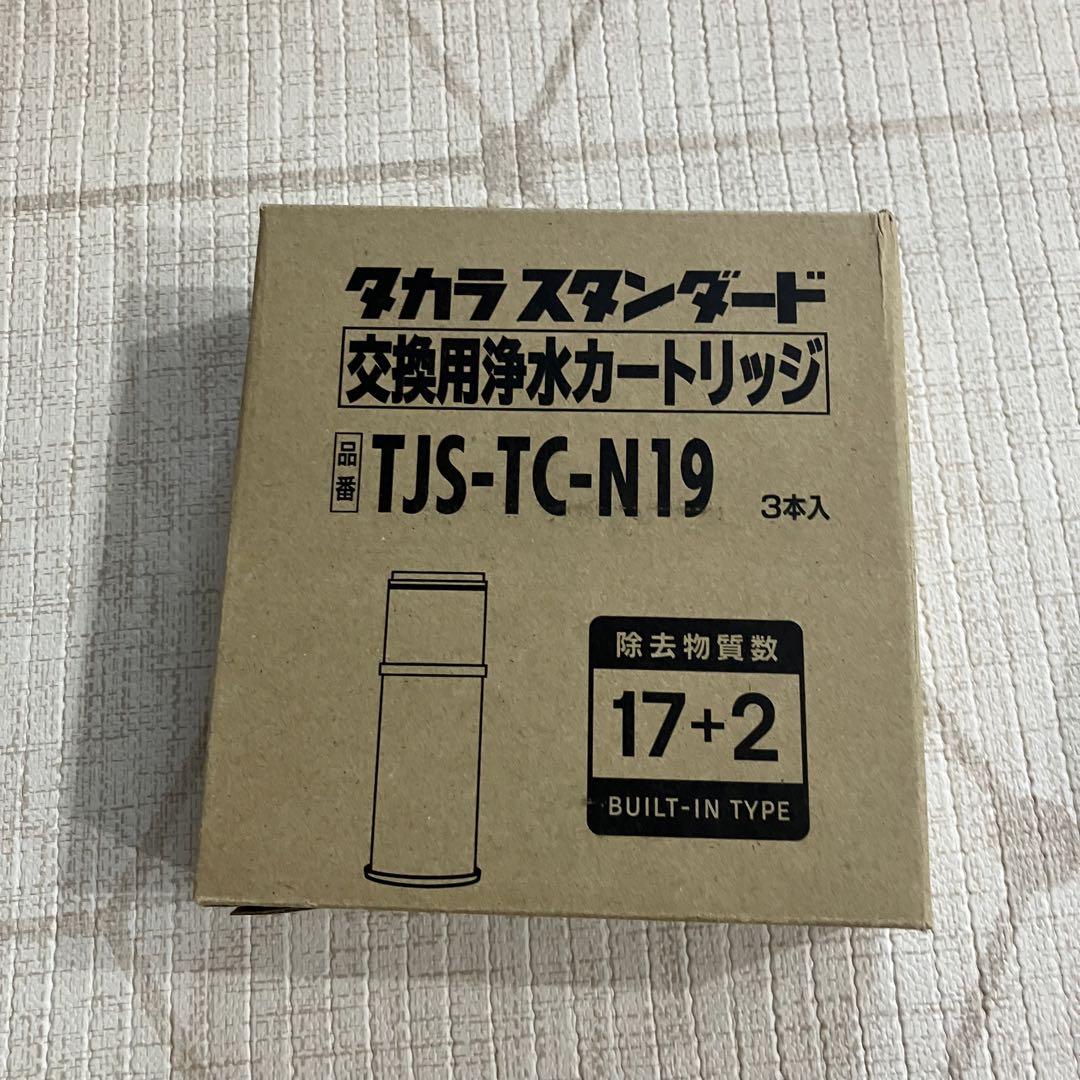 タカラスタンダード
交換用浄水カートリッジ
品番 TJS-TC-N19 3本入
除去物質数
17+2
BUILT-IN TYPE